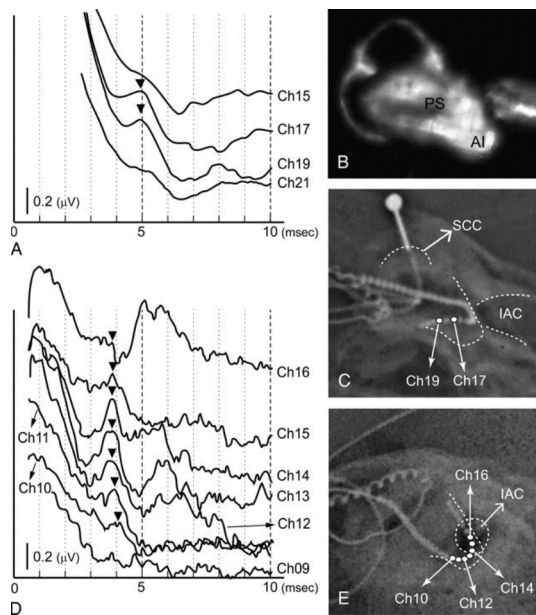 Ch15
Ch17
Ch19
Ch21
0.2 (μV)
5
10
(msec)
A
PS
AI
B
SCC
IAC
Ch19
Ch17
C
Ch16
Ch11
Ch15
Ch10
Ch14
Ch13
Ch12
Ch09
0.2 (μV)
0
5
10
(msec)
D
Ch16
IAC
Ch10
Ch12
Ch14
E